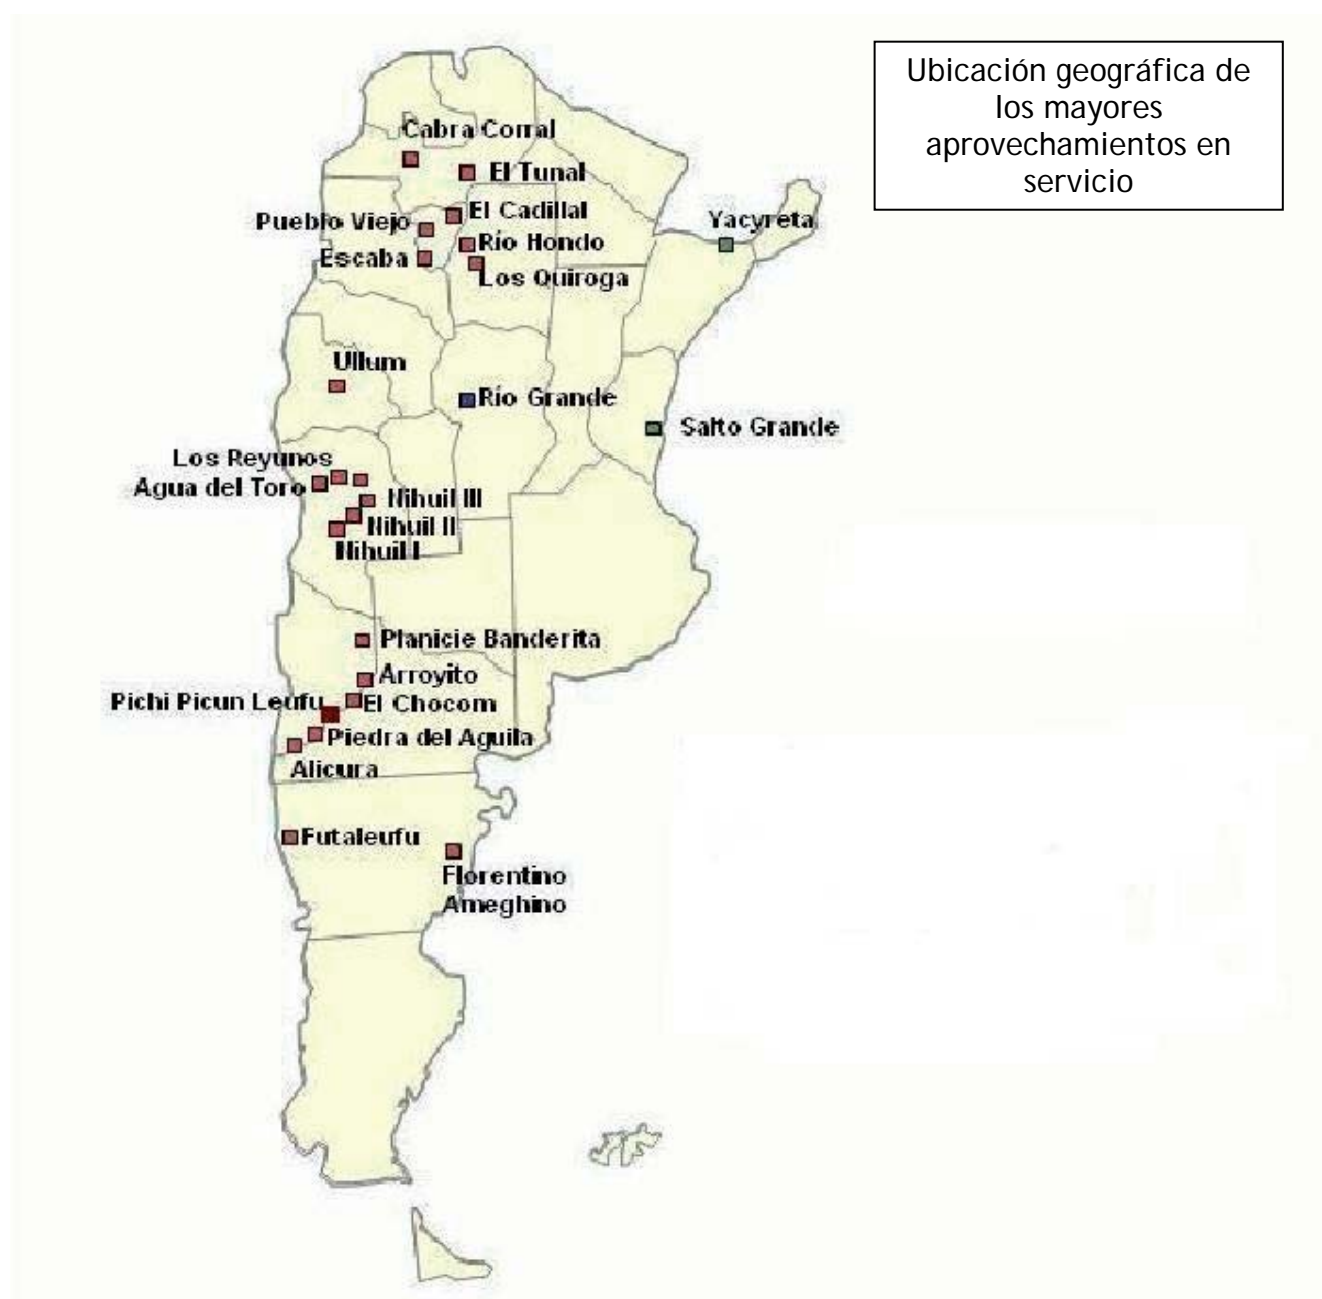 Ubicación geográfica de
los mayores
aprovechamientos en
servicio
Cabra Corral
El Tunal
El Cadillal
Pueblo Viejo
Yacyreta
Río Hondo
Escaba
Los Quiroga
Ullum
Río Grande
Salto Grande
Los Reyunos
Agua del Toro
Nihuil III
Nihuil II
Nihuil I
Planicie Banderita
Arroyito
Pichi Picun Leufu
El Chocom
Piedra del Aguila
Alicura
Futaleufu
Florentino
Ameghino